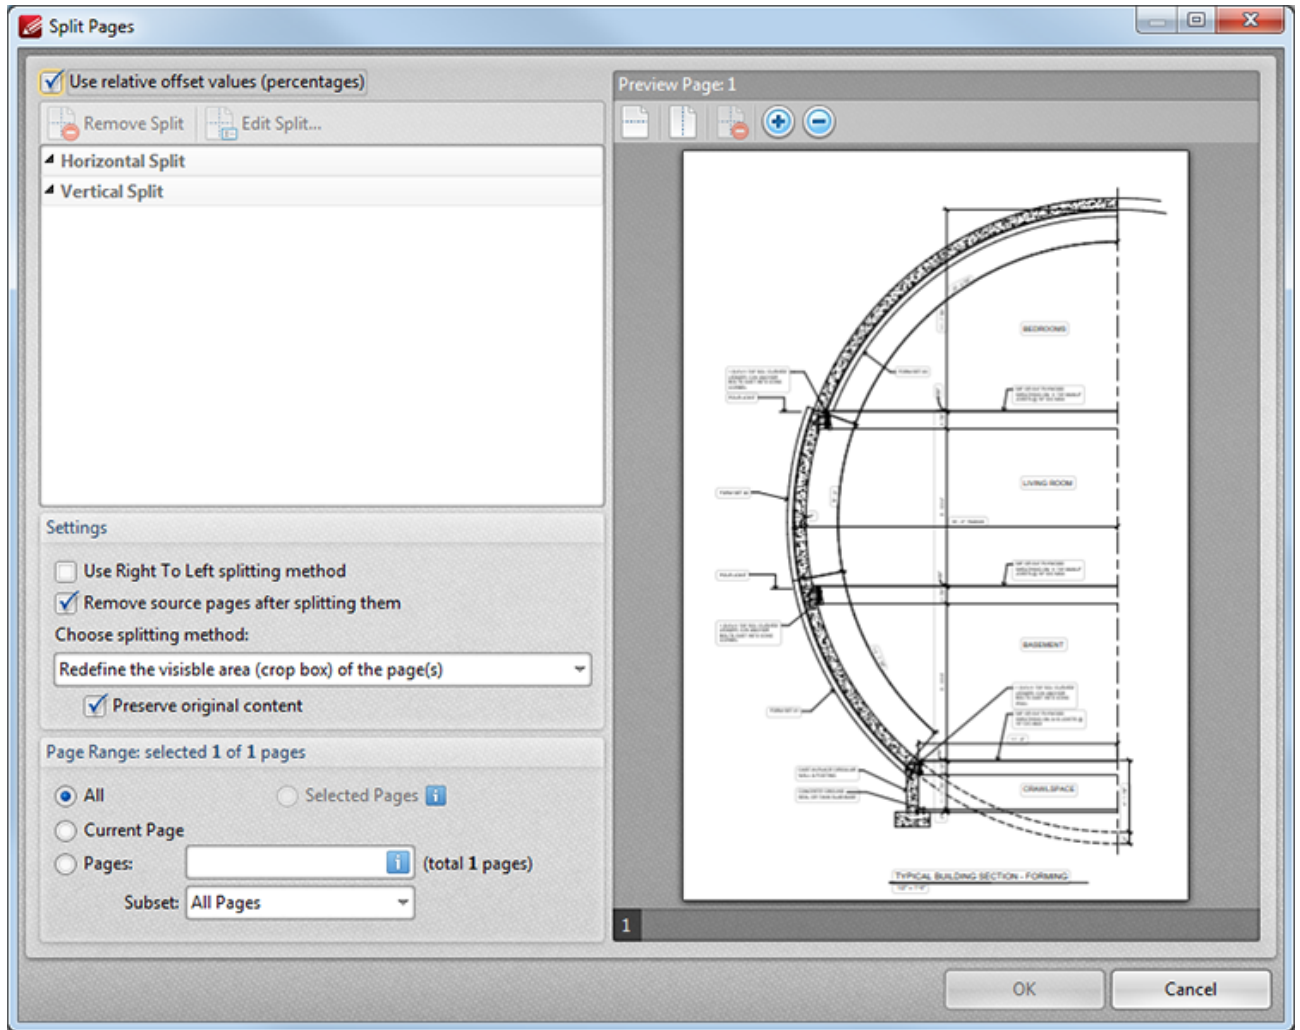 Split Pages
Use relative offset values (percentages)
Remove Split
Edit Split...
Horizontal Split
Vertical Split
Settings
Use Right To Left splitting method
Remove source pages after splitting them
Choose splitting method:
Redefine the visisble area (crop box) of the page(s)
Preserve original content
Page Range: selected 1 of 1 pages
All
Selected Pages
Current Page
Pages:
(total 1 pages)
Subset:
All Pages
Preview Page: 1
BEDROOMS
LIVING ROOM
BASEMENT
CRAWLSPACE
TYPICAL BUILDING SECTION - FORMING
1
OK
Cancel